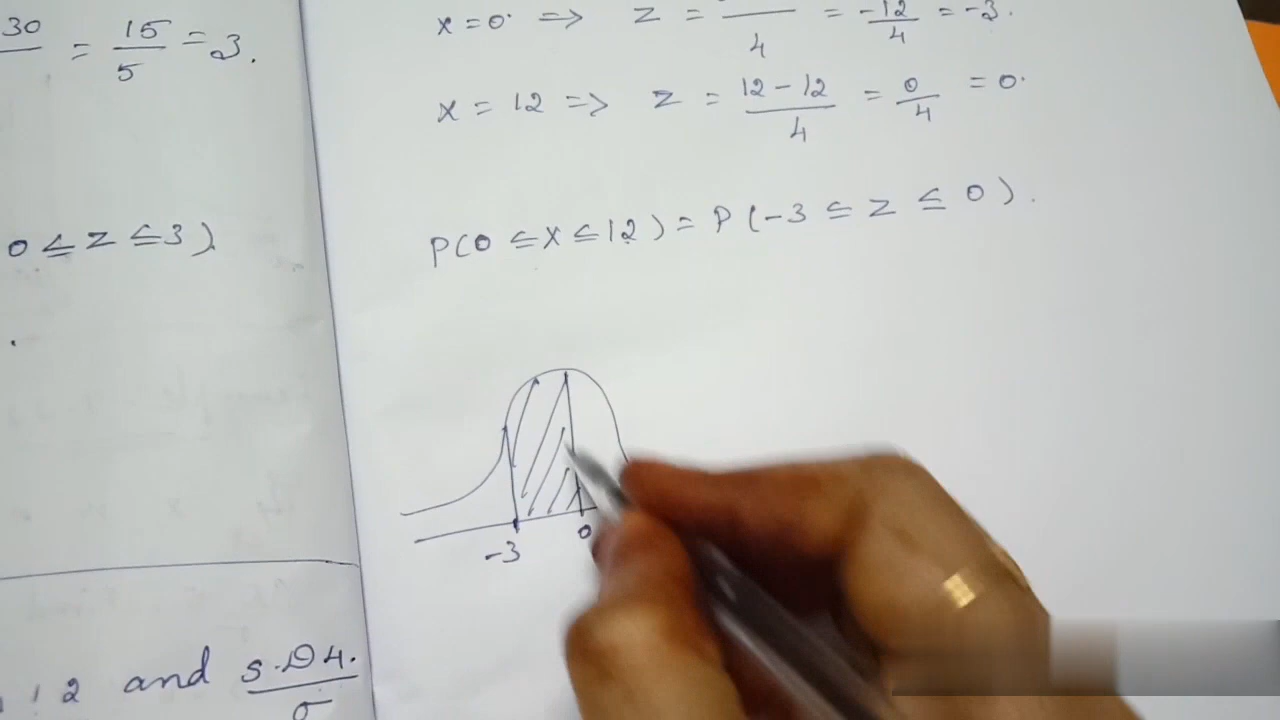 30 = 15/5 = 3.
0 ≤ z ≤ 3).
12 and S.D 4.
σ
x = 0 => z = /4 = -12/4 = -3.
x = 12 => z = 12-12/4 = 0/4 = 0.
P(0 ≤ x ≤ 12) = P(-3 ≤ z ≤ 0).
-3 0